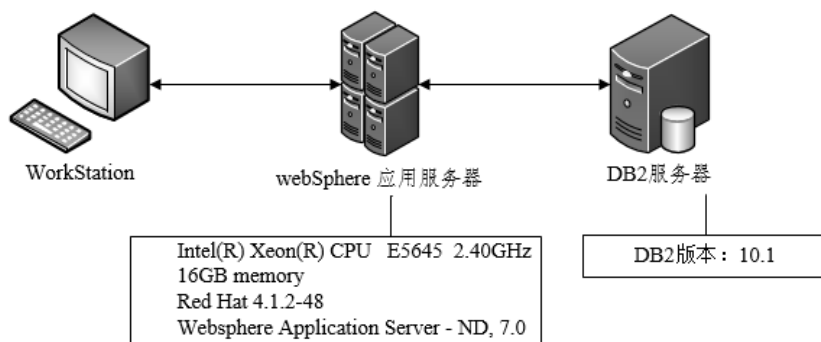 WorkStation
webSphere 应用服务器
DB2服务器
Intel(R) Xeon(R) CPU E5645 2.40GHz
16GB memory
Red Hat 4.1.2-48
Websphere Application Server - ND, 7.0
DB2版本：10.1